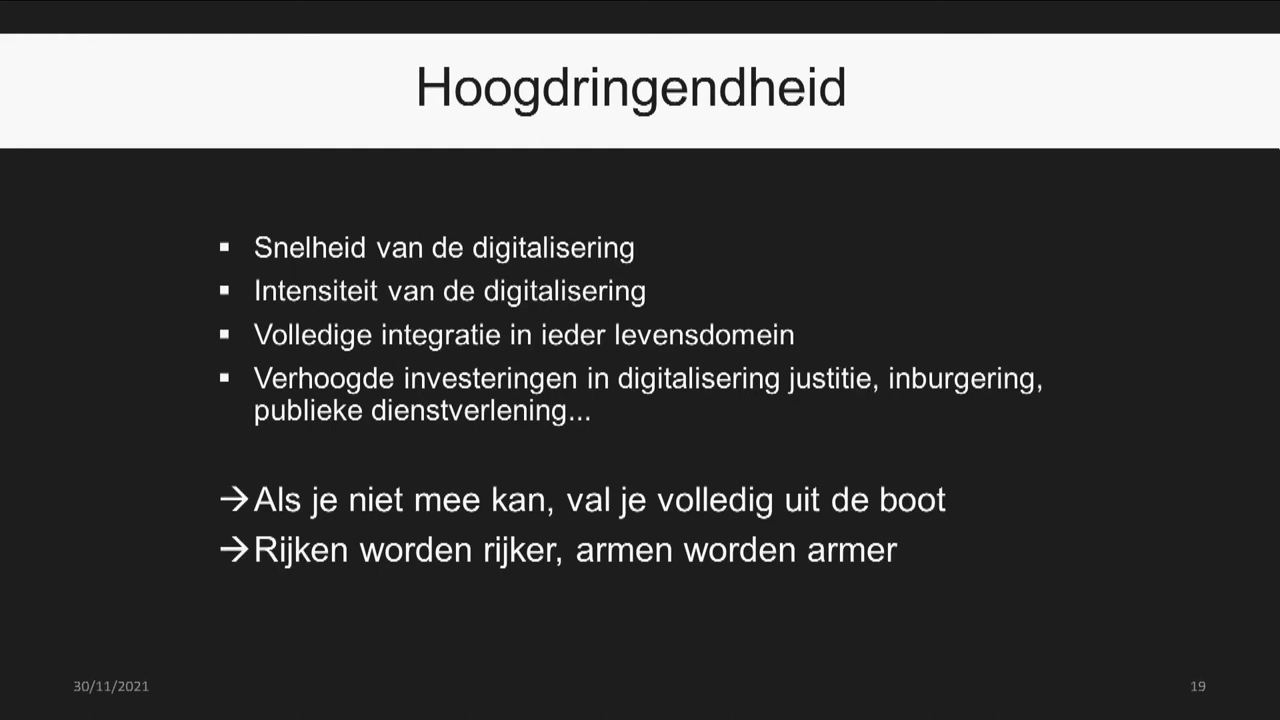 Hoogdringendheid
▪ Snelheid van de digitalisering
▪ Intensiteit van de digitalisering
▪ Volledige integratie in ieder levensdomein
▪ Verhoogde investeringen in digitalisering justitie, inburgering,
publieke dienstverlening...
→Als je niet mee kan, val je volledig uit de boot
→Rijken worden rijker, armen worden armer
30/11/2021
19